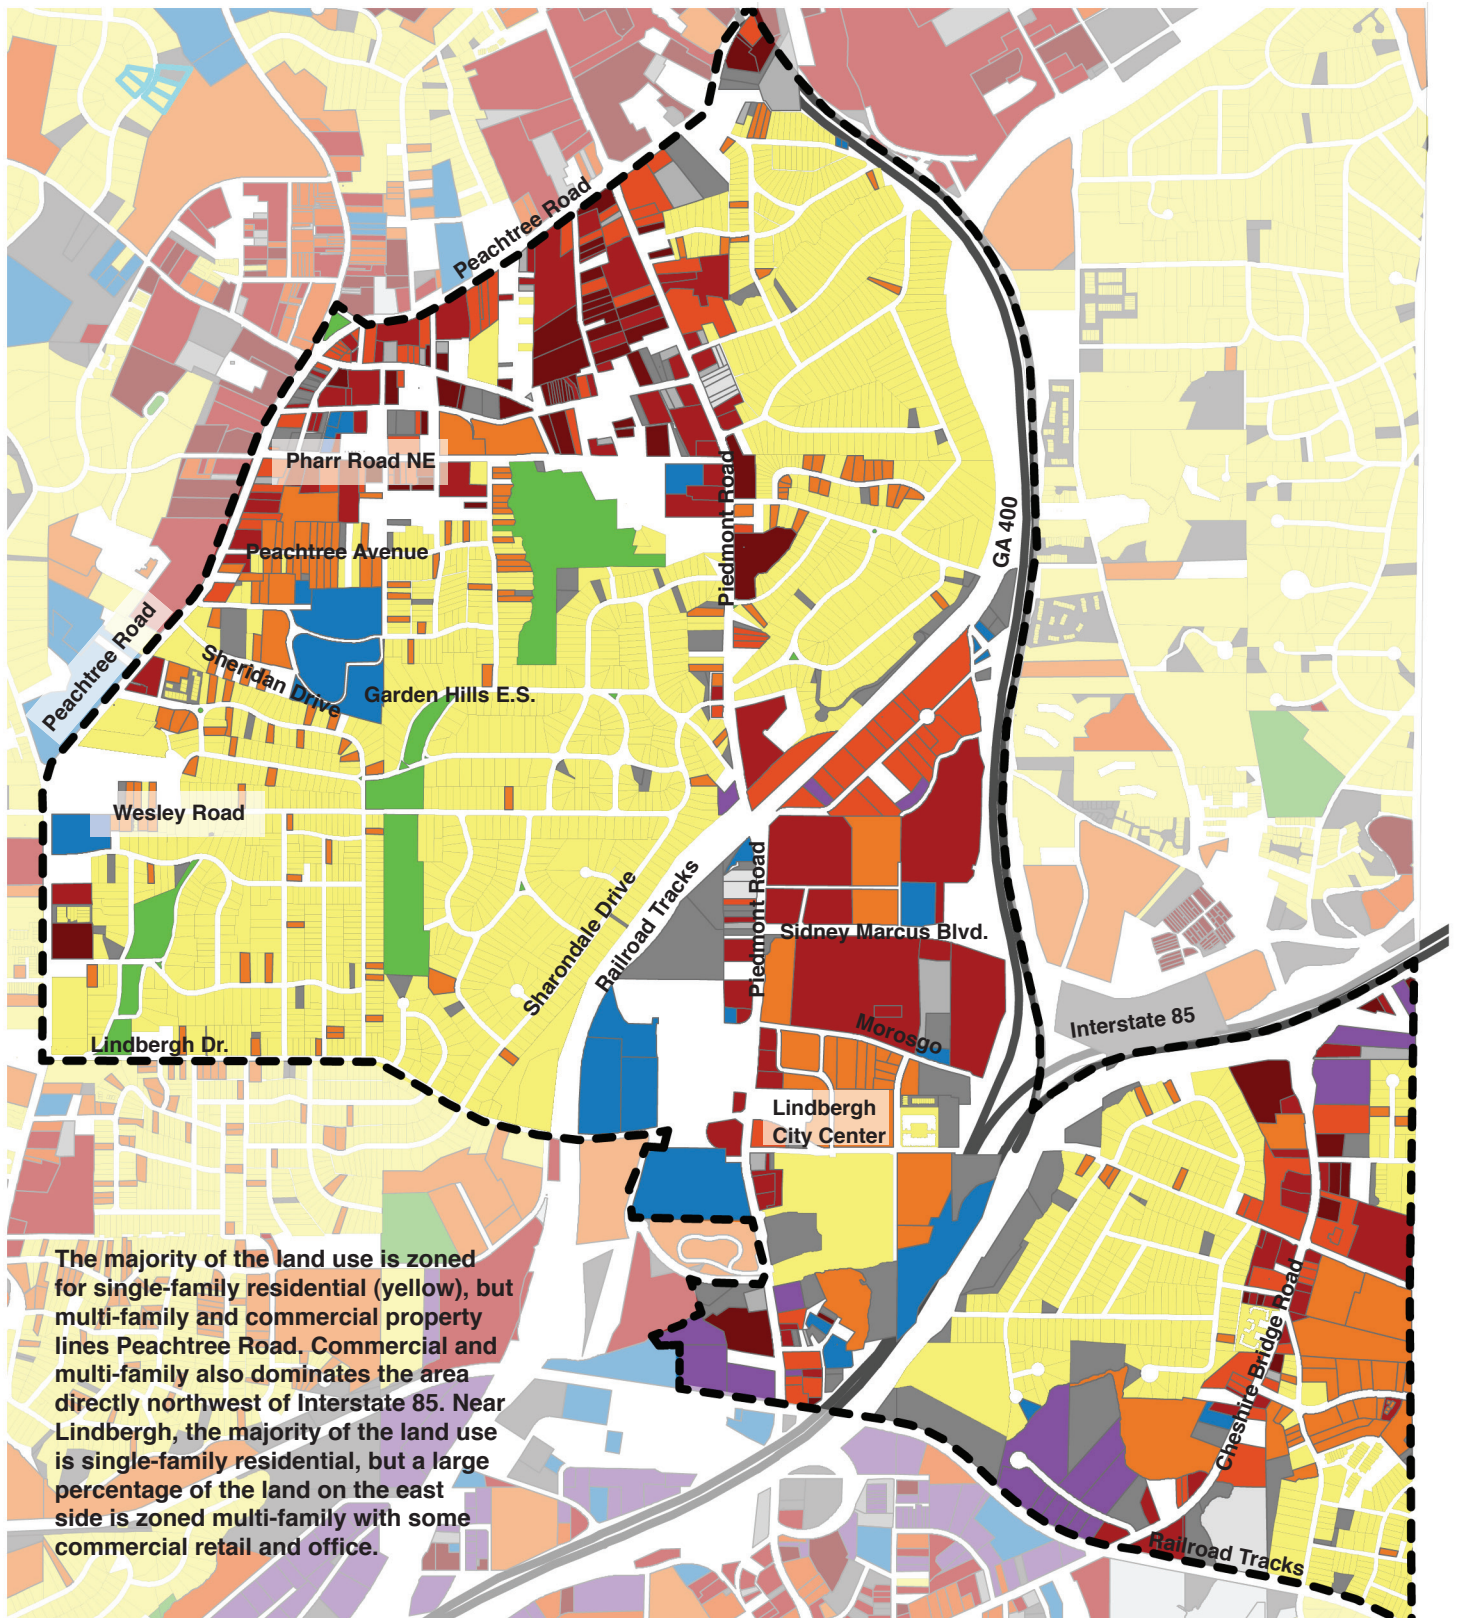 Peachtree Road
Pharr Road NE
Piedmont Road
GA 400
Peachtree Avenue
Peachtree Road
Sheridan Drive
Garden Hills E.S.
Wesley Road
Sharondale Drive
Railroad Tracks
Piedmont Road
Sidney Marcus Blvd.
Morosgo
Interstate 85
Lindbergh Dr.
Lindbergh
City Center
Cheshire Bridge Road
Railroad Tracks
The majority of the land use is zoned
for single-family residential (yellow), but
multi-family and commercial property
lines Peachtree Road. Commercial and
multi-family also dominates the area
directly northwest of Interstate 85. Near
Lindbergh, the majority of the land use
is single-family residential, but a large
percentage of the land on the east
side is zoned multi-family with some
commercial retail and office.